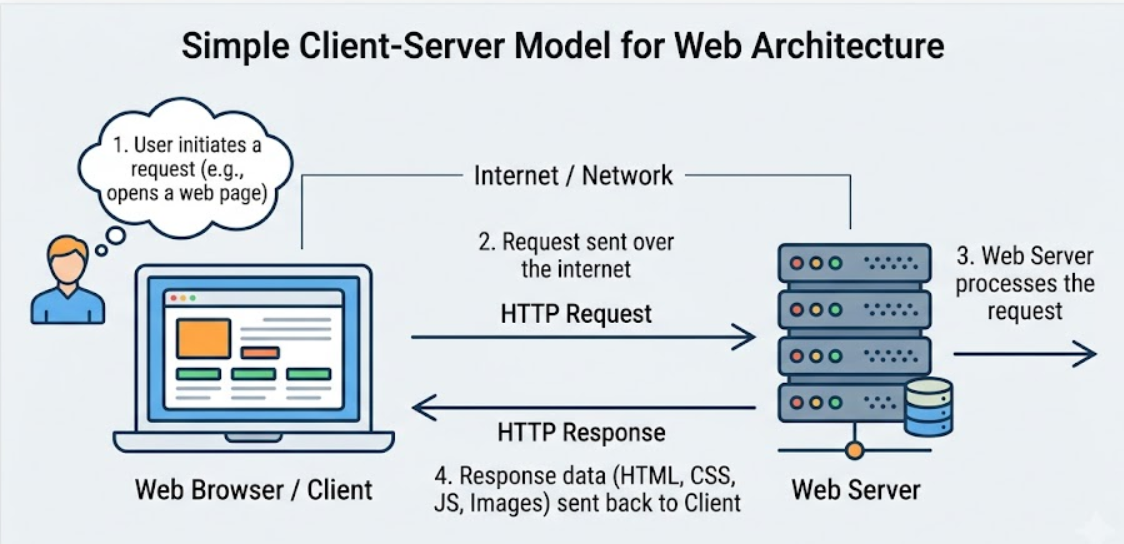 Simple Client-Server Model for Web Architecture
1. User initiates a
request (e.g.,
opens a web page)
Internet / Network
2. Request sent over
the internet
HTTP Request
3. Web Server
processes the
request
HTTP Response
4. Response data (HTML, CSS,
JS, Images) sent back to Client
Web Browser / Client
Web Server